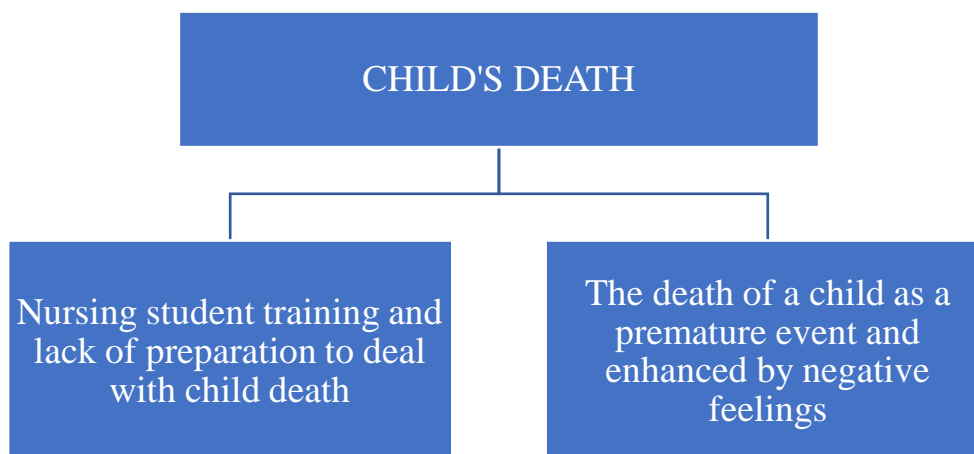 CHILD'S DEATH
Nursing student training and
lack of preparation to deal
with child death
The death of a child as a
premature event and
enhanced by negative
feelings